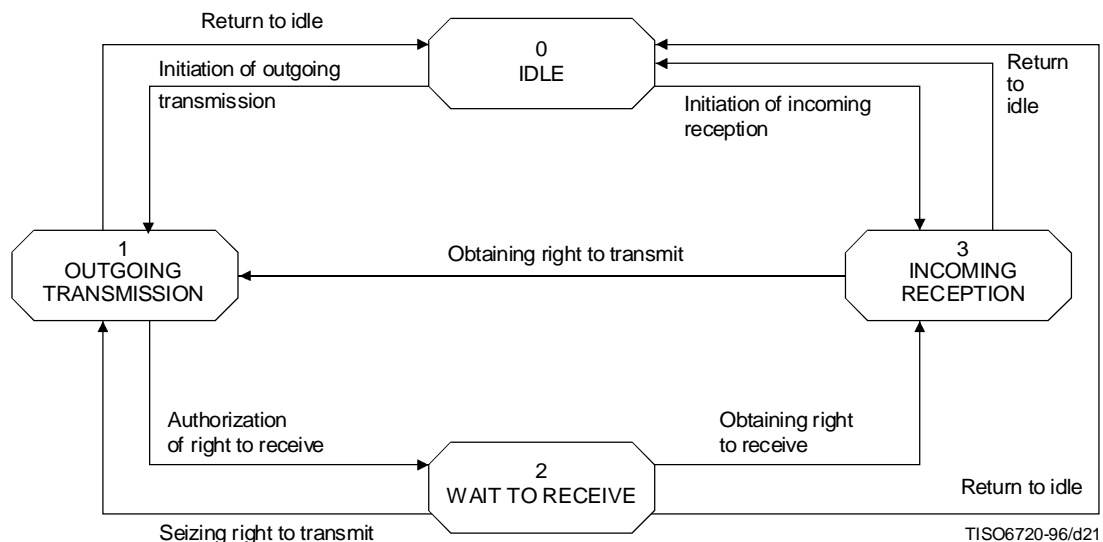 Return to idle
0
IDLE
Initiation of outgoing
transmission
Initiation of incoming
reception
Return
to
idle
1
OUTGOING
TRANSMISSION
Obtaining right to transmit
3
INCOMING
RECEPTION
Authorization
of right to receive
Obtaining right
to receive
2
WAIT TO RECEIVE
Return to idle
Seizing right to transmit
TISO6720-96/d21